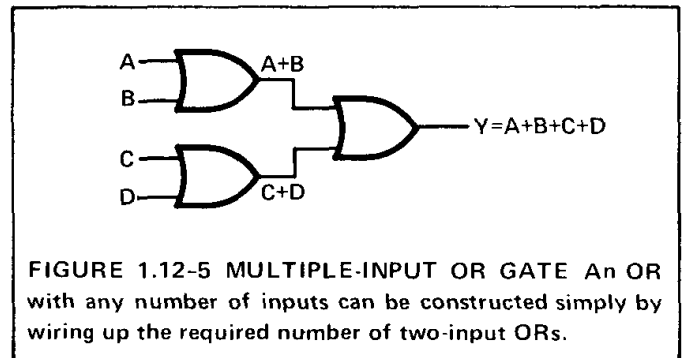 A
A+B
B
Y=A+B+C+D
C
D
C+D
FIGURE 1.12-5 MULTIPLE-INPUT OR GATE An OR
with any number of inputs can be constructed simply by
wiring up the required number of two-input ORs.